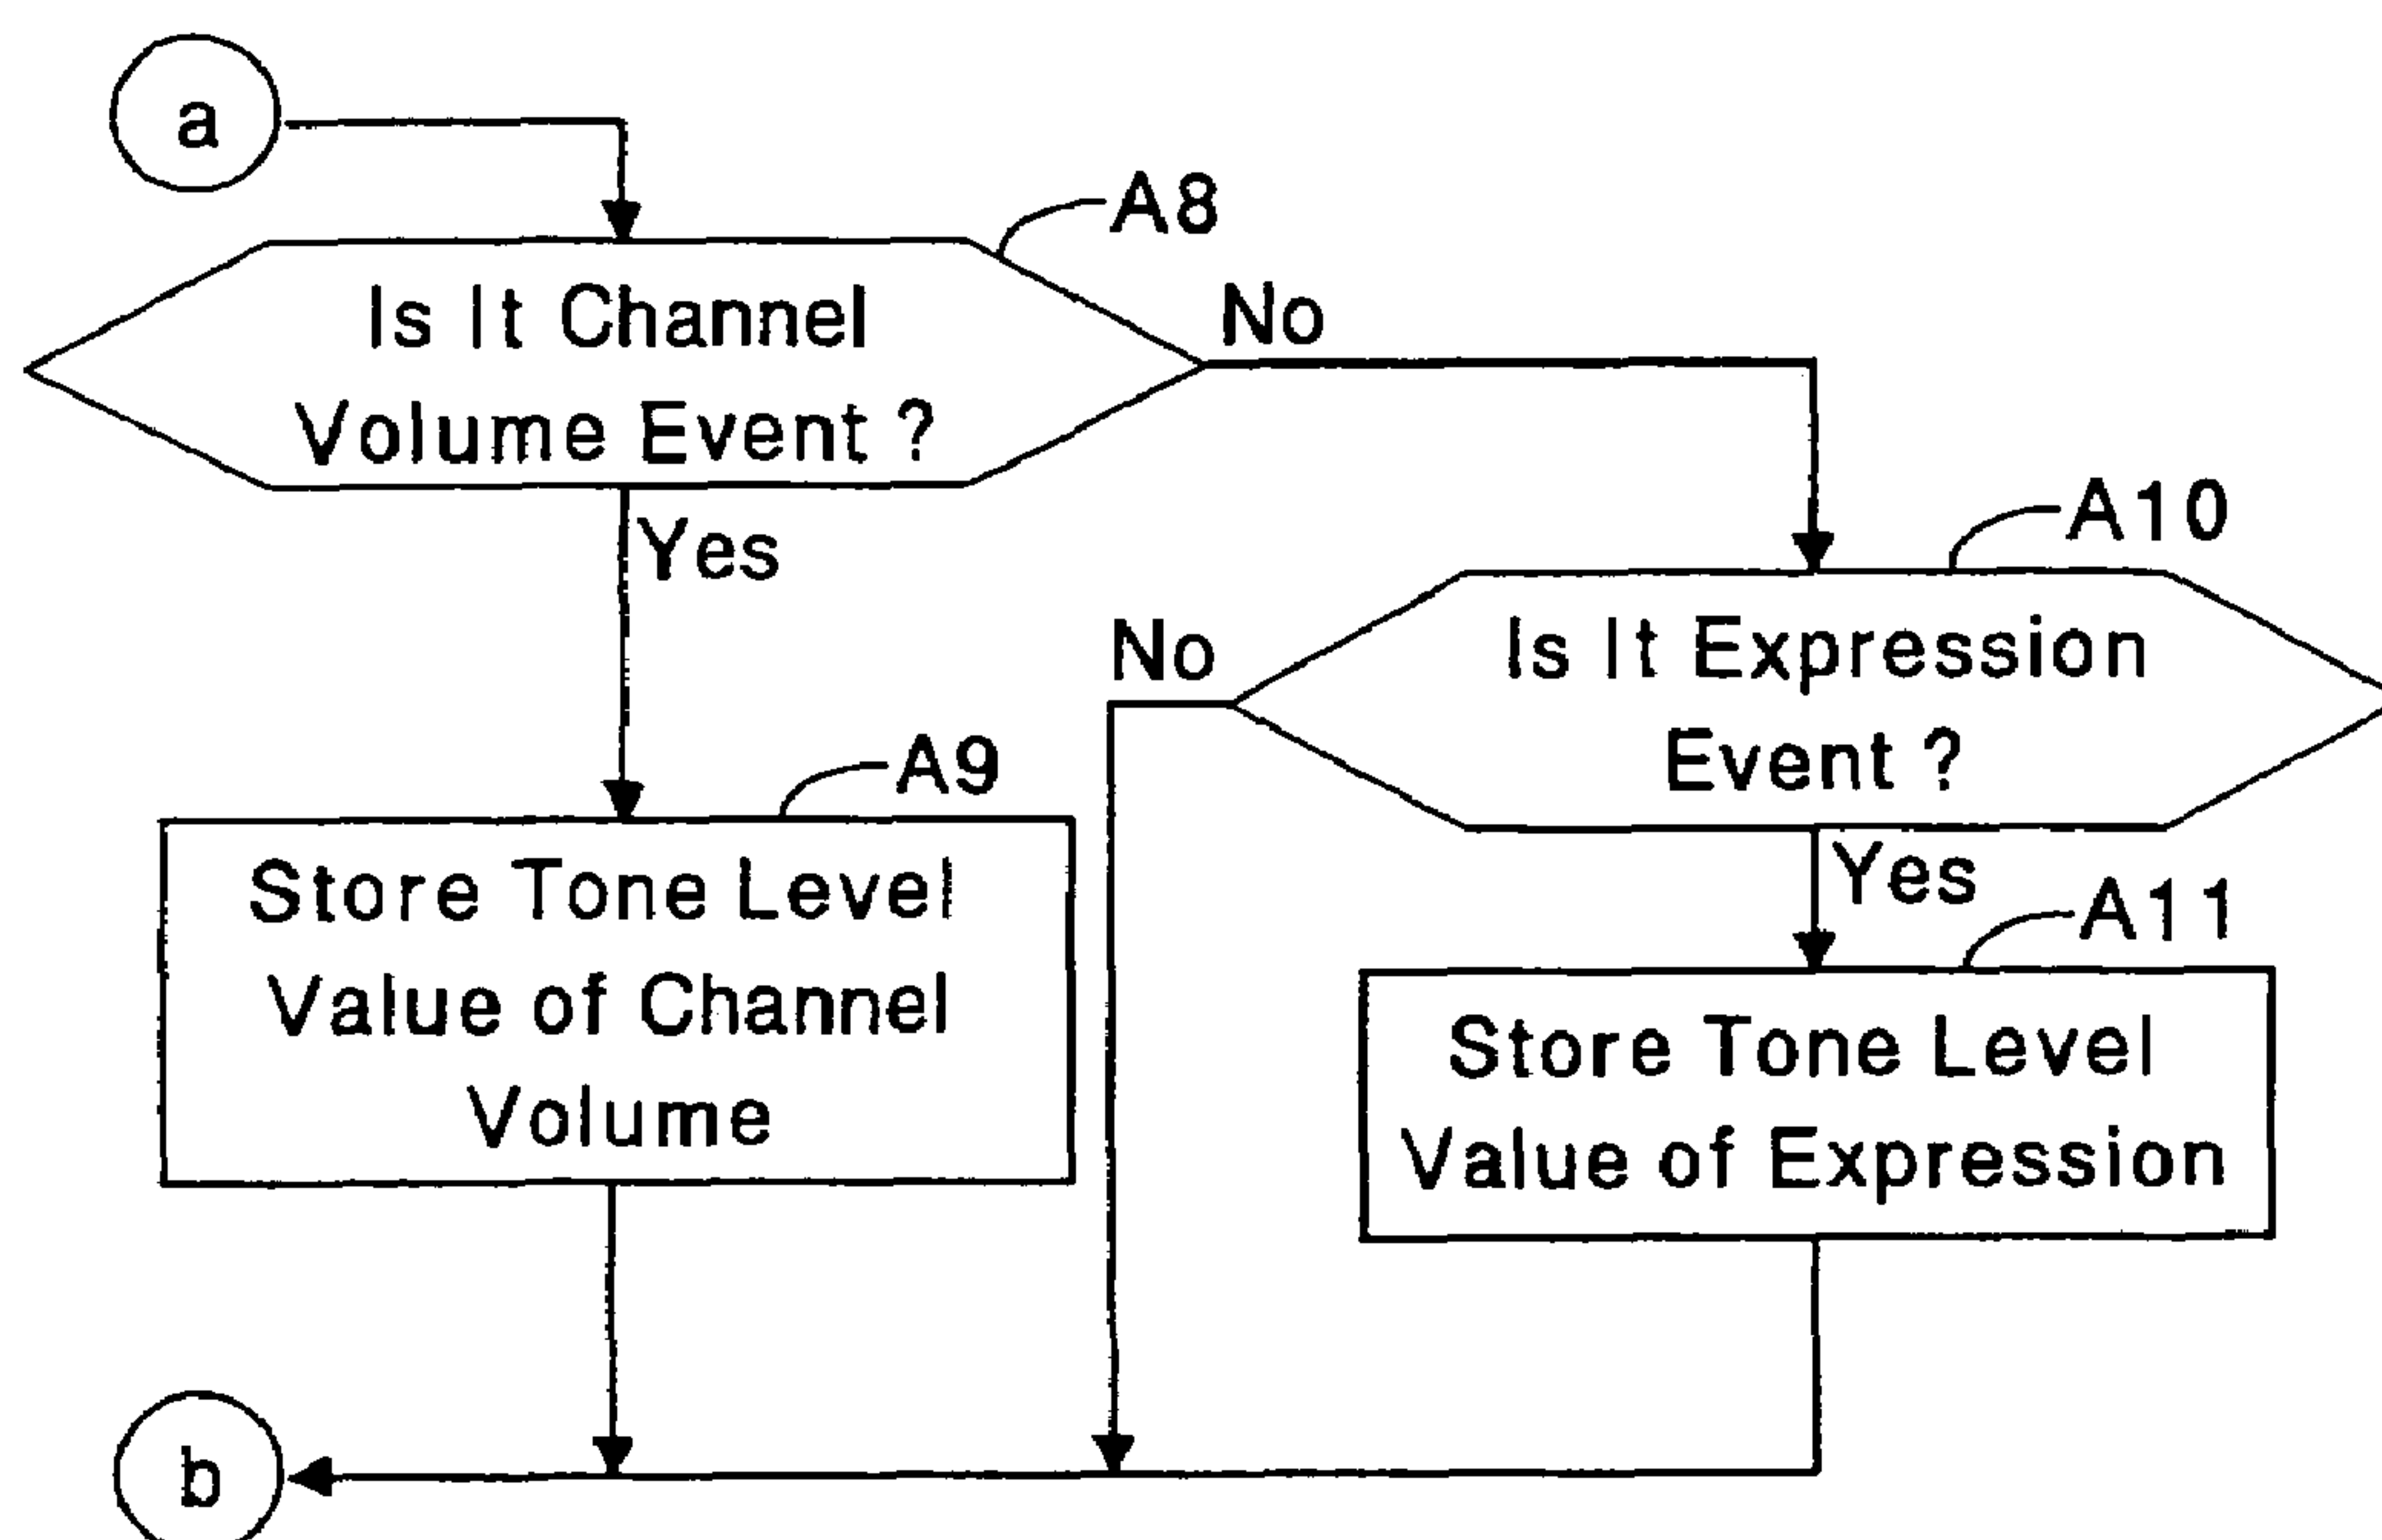 a
A8
Is It Channel
Volume Event ?
No
Yes
A10
Is It Expression
Event ?
No
Yes
A9
Store Tone Level
Value of Channel
Volume
A11
Store Tone Level
Value of Expression
b